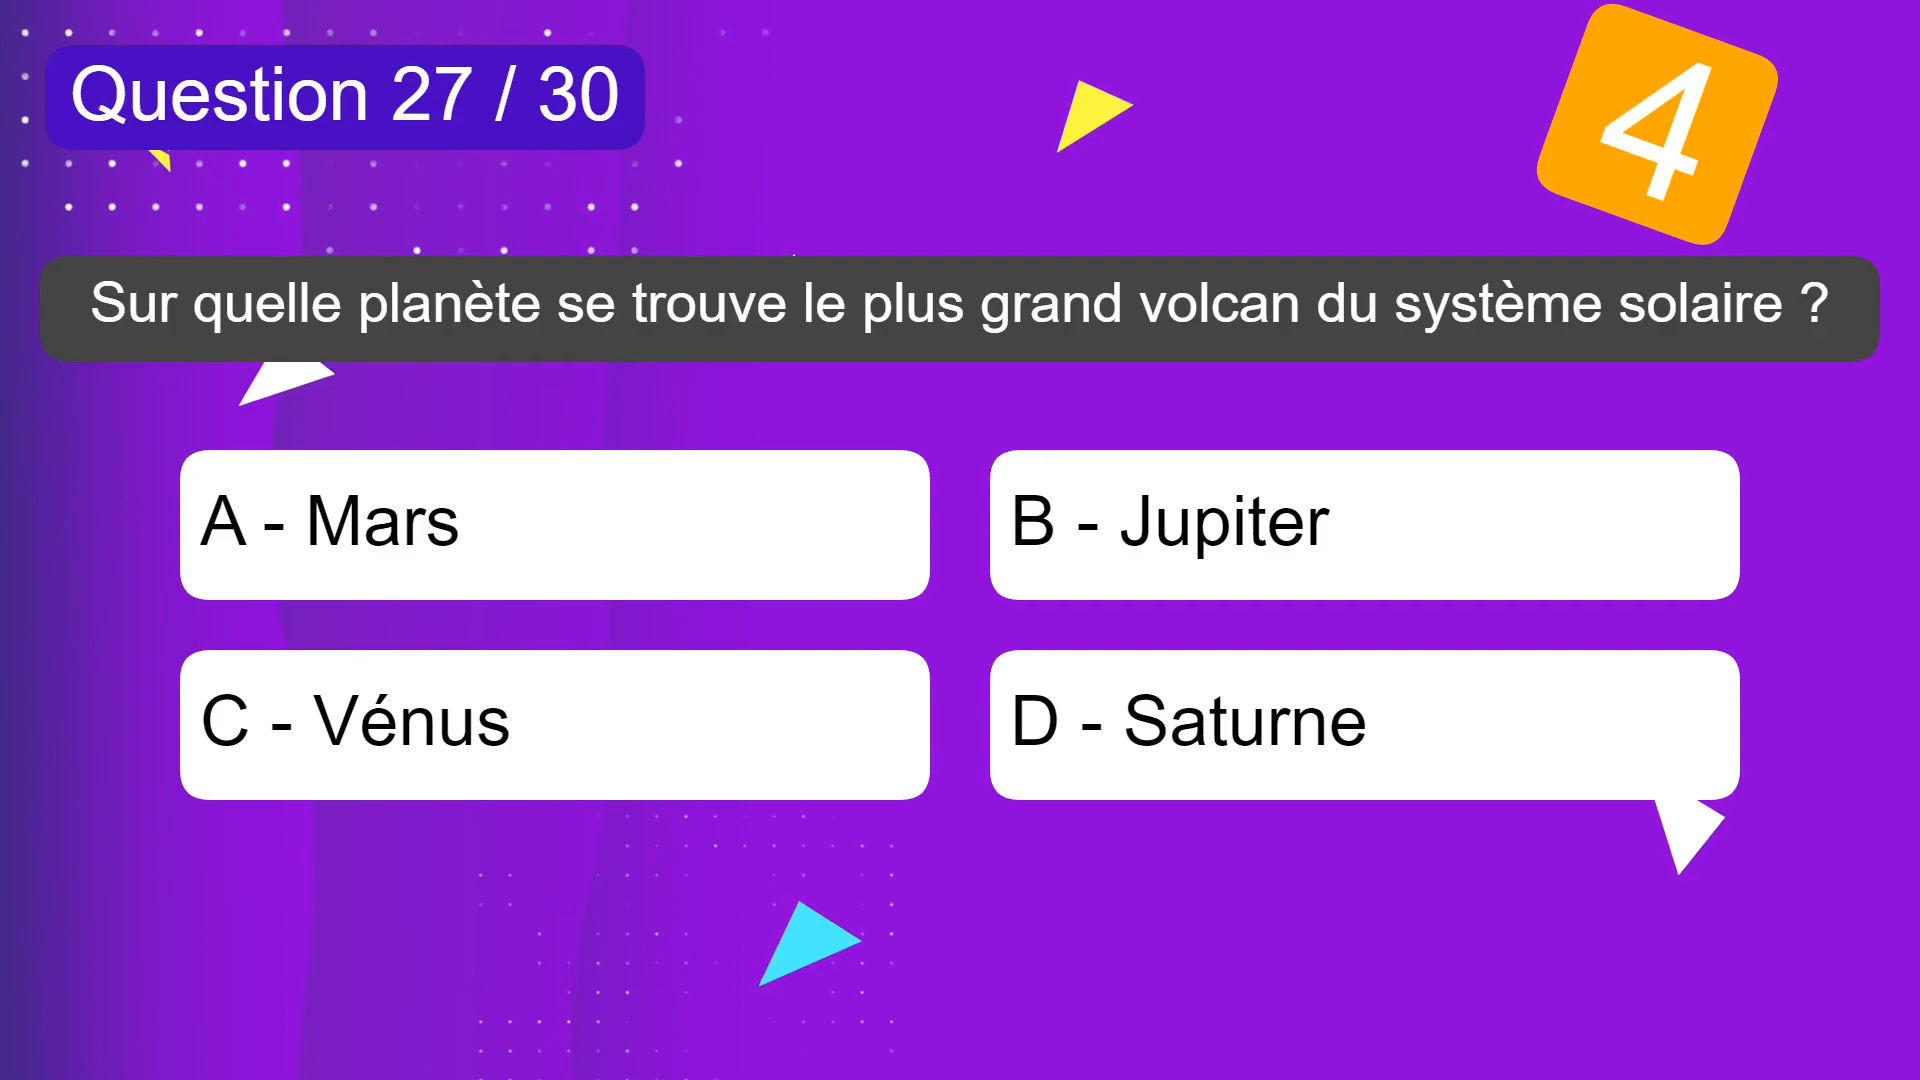 Question 27 / 30
4
Sur quelle planète se trouve le plus grand volcan du système solaire ?
A - Mars
B - Jupiter
C - Vénus
D - Saturne